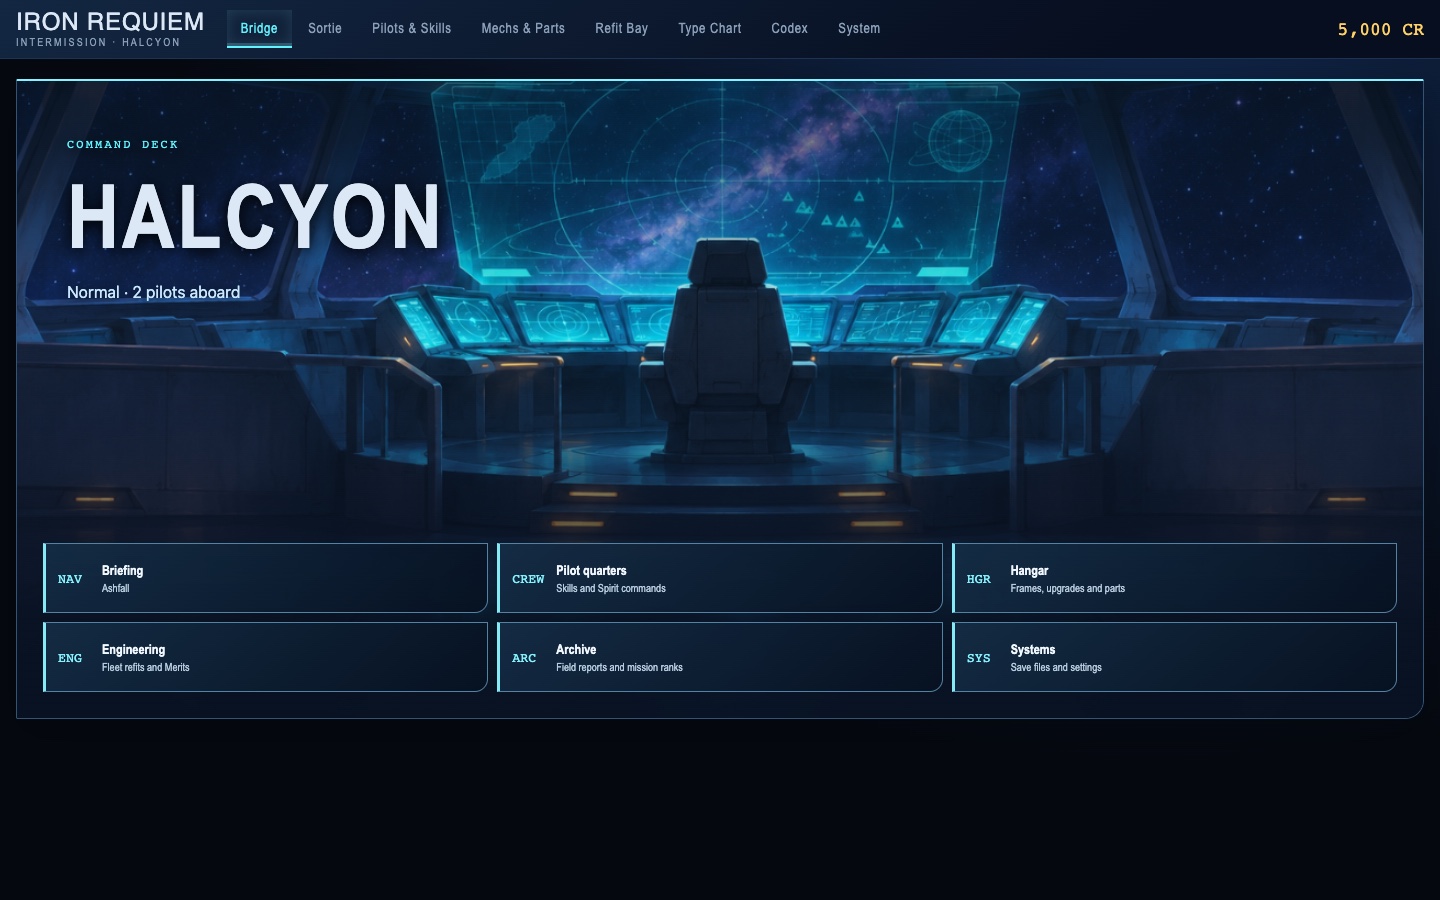 IRON REQUIEM
INTERMISSION · HALCYON
Bridge
Sortie
Pilots & Skills
Mechs & Parts
Refit Bay
Type Chart
Codex
System
5,000 CR
COMMAND DECK
HALCYON
Normal · 2 pilots aboard
NAV
Briefing
Ashfall
CREW
Pilot quarters
Skills and Spirit commands
HGR
Hangar
Frames, upgrades and parts
ENG
Engineering
Fleet refits and Merits
ARC
Archive
Field reports and mission ranks
SYS
Systems
Save files and settings